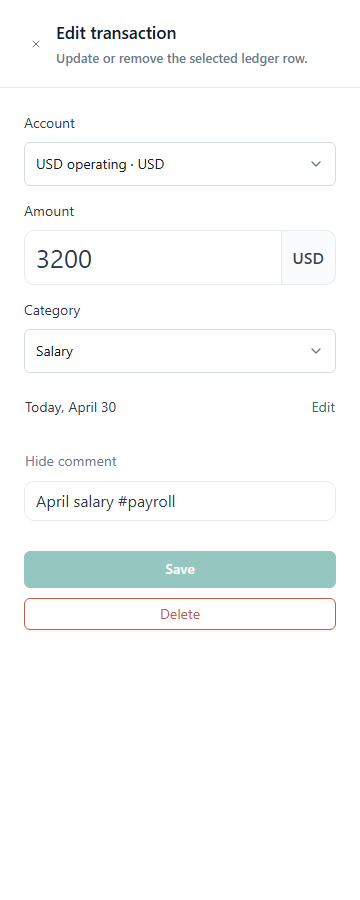 Edit transaction
Update or remove the selected ledger row.
Account
USD operating · USD
Amount
3200
USD
Category
Salary
Today, April 30
Edit
Hide comment
April salary #payroll
Save
Delete